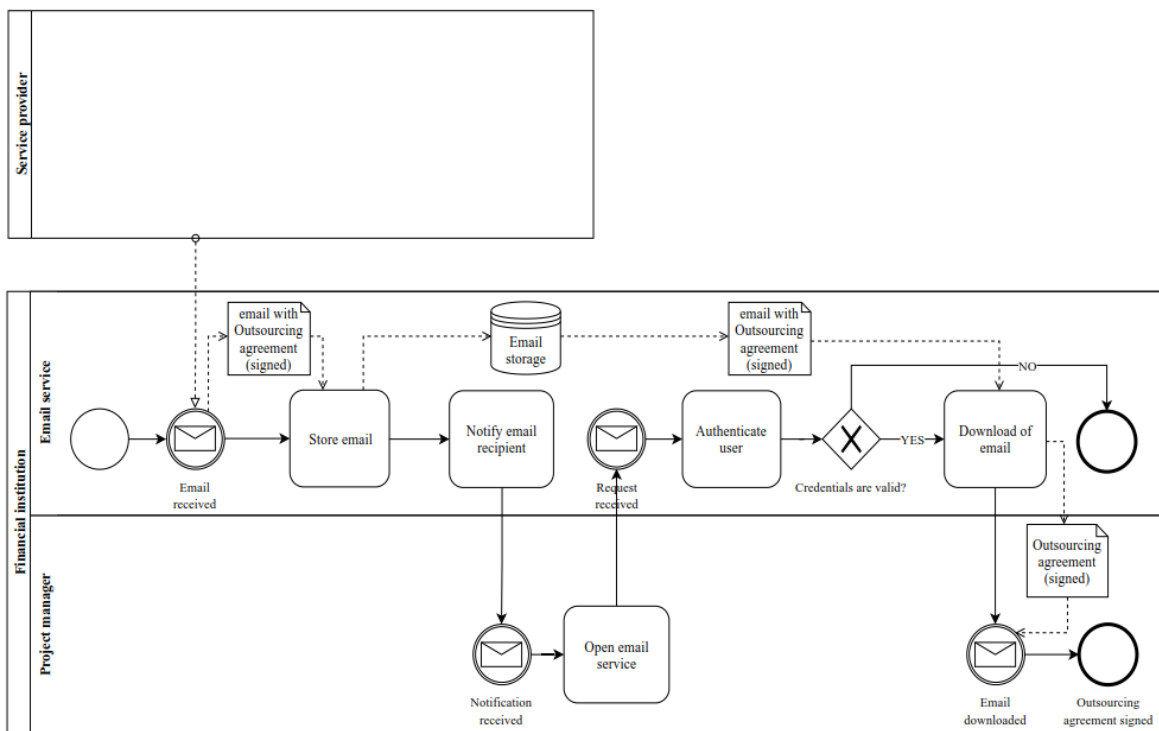 Service provider
Financial institution
Email service
Project manager
email with
Outsourcing
agreement
(signed)
Email
storage
email with
Outsourcing
agreement
(signed)
NO
Store email
Notify email
recipient
Authenticate
user
YES
Download of
email
Email
received
Request
received
Credentials are valid?
Outsourcing
agreement
(signed)
Open email
service
Notification
received
Email
downloaded
Outsourcing
agreement signed